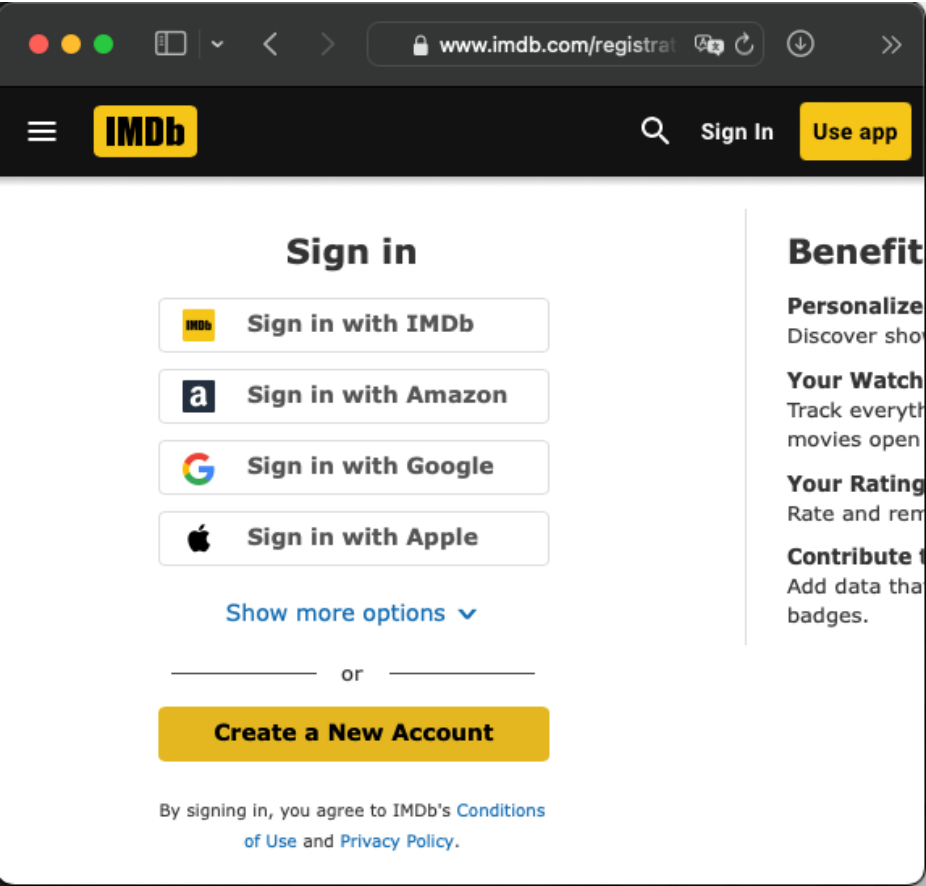 www.imdb.com/registrat
IMDb
Sign In
Use app
Sign in
IMDb Sign in with IMDb
a Sign in with Amazon
G Sign in with Google
Sign in with Apple
Show more options
or
Create a New Account
By signing in, you agree to IMDb's Conditions
of Use and Privacy Policy.
Benefit
Personalize
Discover sho
Your Watch
Track everyth
movies open
Your Rating
Rate and rem
Contribute t
Add data tha
badges.